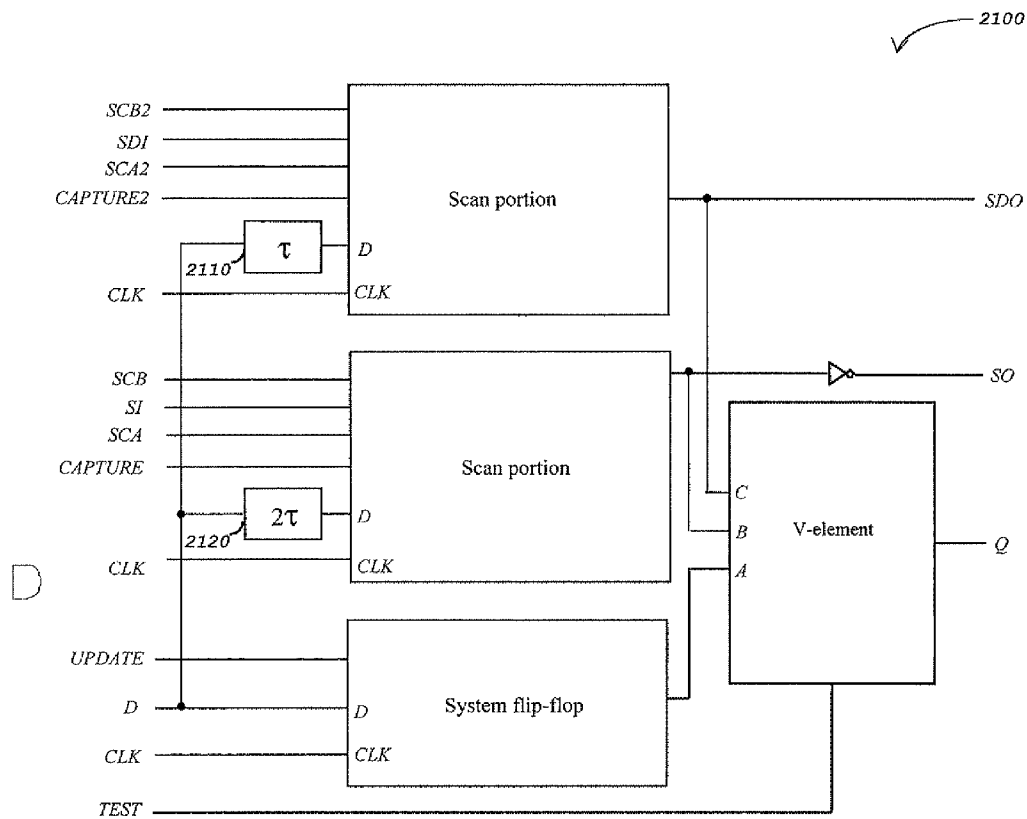 2100
SCB2
SDI
SCA2
CAPTURE2
Scan portion
SDO
2110
τ
D
CLK
CLK
SCB
SI
SCA
CAPTURE
Scan portion
SO
2120
2τ
D
CLK
CLK
C
B
A
V-element
Q
D
UPDATE
D
CLK
D
CLK
System flip-flop
TEST